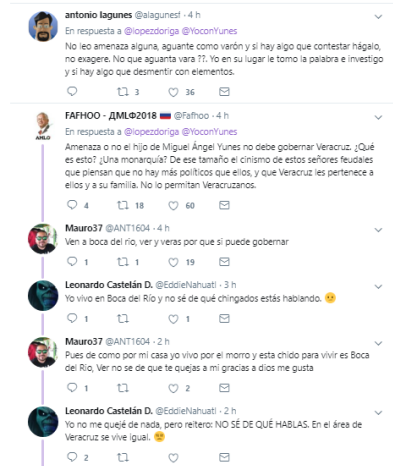 antonio lagunes @alagunesf · 4 h
En respuesta a @lopezdoriga @YoconYunes
No leo amenaza alguna, aguante como varón y si hay algo que contestar hágalo,
no exagere. No que aguanta vara ??. Yo en su lugar le tomo la palabra e investigo
y si hay algo que desmentir con elementos.
3 36
FAFHOO - ДMLФ2018 @Fafhoo · 4 h
AMLO
En respuesta a @lopezdoriga @YoconYunes
Amenaza o no el hijo de Miguel Ángel Yunes no debe gobernar Veracruz. ¿Qué
es esto? ¿Una monarquía? De ese tamaño el cinismo de estos señores feudales
que piensan que no hay más políticos que ellos, y que Veracruz les pertenece a
ellos y a su familia. No lo permitan Veracruzanos.
4 18 60
Mauro37 @ANT1604 · 4 h
Ven a boca del rio, ver y veras por que si puede gobernar
1 1 19
Leonardo Castelán D. @EddieNahuatl · 3 h
Yo vivo en Boca del Río y no sé de qué chingados estás hablando. 😕
1 1
Mauro37 @ANT1604 · 2 h
Pues de como por mi casa yo vivo por el morro y esta chido para vivir es Boca
del Río, Ver no se de que te quejas a mi gracias a dios me gusta
1 2
Leonardo Castelán D. @EddieNahuatl · 2 h
Yo no me quejé de nada, pero reitero: NO SÉ DE QUÉ HABLAS. En el área de
Veracruz se vive igual.
2